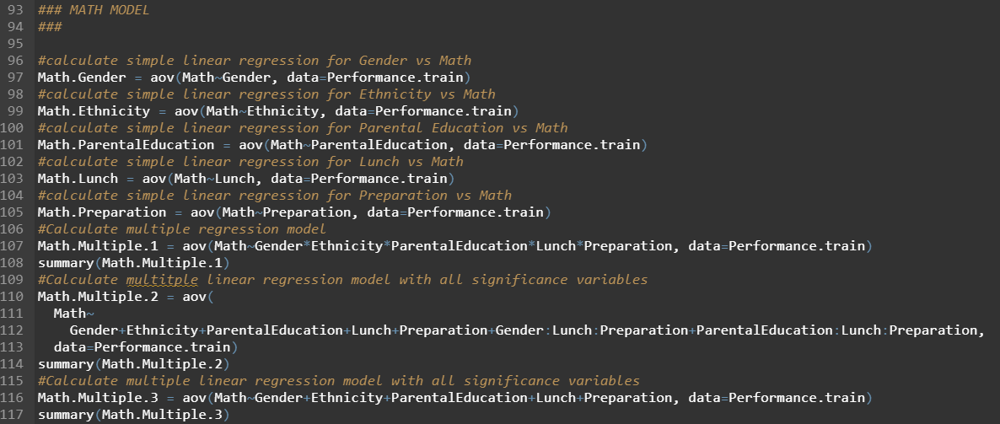 93 ### MATH MODEL
94 ###
95
96 #calculate simple linear regression for Gender vs Math
97 Math.Gender = aov(Math~Gender, data=Performance.train)
98 #calculate simple linear regression for Ethnicity vs Math
99 Math.Ethnicity = aov(Math~Ethnicity, data=Performance.train)
100 #calculate simple linear regression for Parental Education vs Math
101 Math.ParentalEducation = aov(Math~ParentalEducation, data=Performance.train)
102 #calculate simple linear regression for Lunch vs Math
103 Math.Lunch = aov(Math~Lunch, data=Performance.train)
104 #calculate simple linear regression for Preparation vs Math
105 Math.Preparation = aov(Math~Preparation, data=Performance.train)
106 #Calculate multiple regression model
107 Math.Multiple.1 = aov(Math~Gender*Ethnicity*ParentalEducation*Lunch*Preparation, data=Performance.train)
108 summary(Math.Multiple.1)
109 #Calculate multitple linear regression model with all significance variables
110 Math.Multiple.2 = aov(
111   Math~
112     Gender+Ethnicity+ParentalEducation+Lunch+Preparation+Gender:Lunch:Preparation+ParentalEducation:Lunch:Preparation,
113   data=Performance.train)
114 summary(Math.Multiple.2)
115 #Calculate multiple linear regression model with all significance variables
116 Math.Multiple.3 = aov(Math~Gender+Ethnicity+ParentalEducation+Lunch+Preparation, data=Performance.train)
117 summary(Math.Multiple.3)